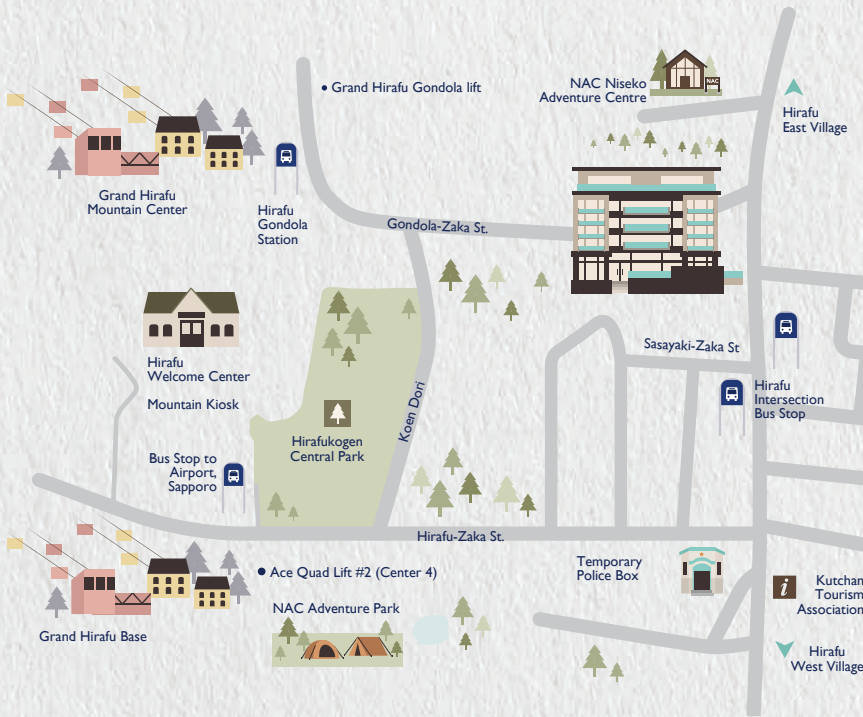 Grand Hirafu Gondola lift
NAC Niseko
Adventure Centre
NAC
Hirafu
East Village
Grand Hirafu
Mountain Center
Hirafu
Gondola
Station
Gondola-Zaka St.
Hirafu
Welcome Center
Mountain Kiosk
Sasayaki-Zaka St
Hirafu
Intersection
Bus Stop
Koen Dori
Hirafukogen
Central Park
Bus Stop to
Airport,
Sapporo
Hirafu-Zaka St.
Temporary
Police Box
Ace Quad Lift #2 (Center 4)
i
Kutchan
Tourism
Association
NAC Adventure Park
Grand Hirafu Base
Hirafu
West Village